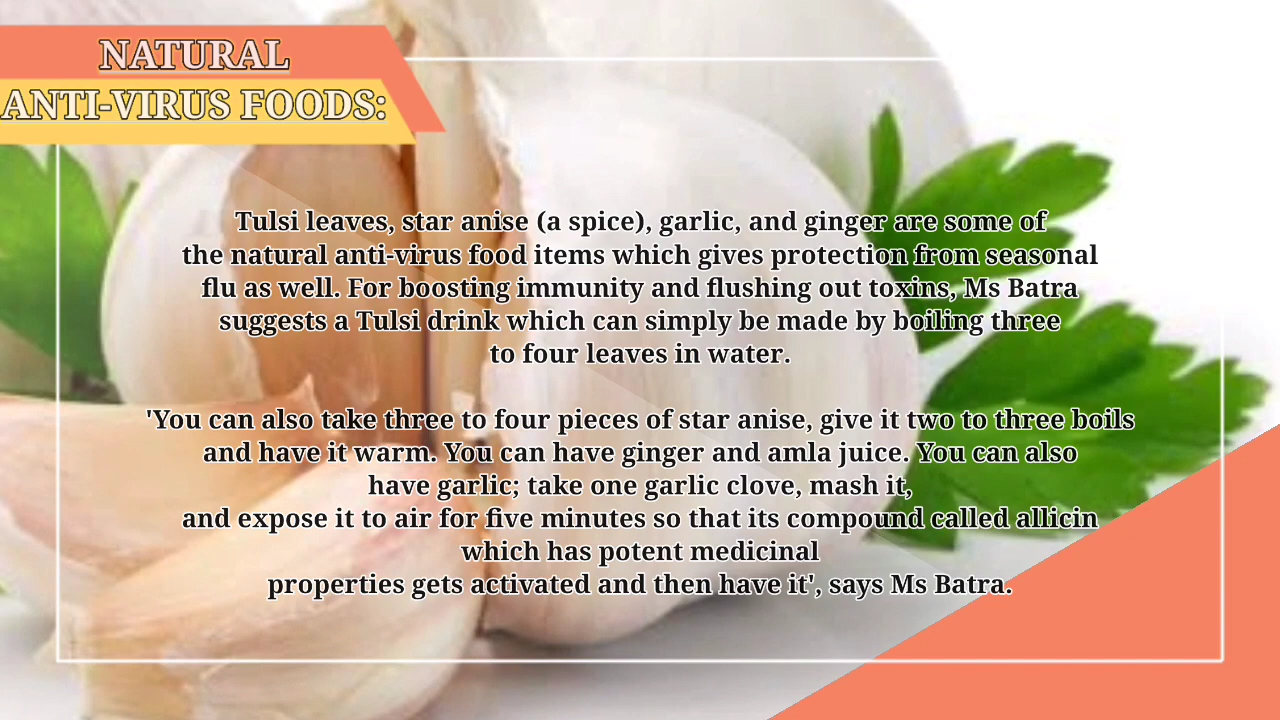 NATURAL
ANTI-VIRUS FOODS:
Tulsi leaves, star anise (a spice), garlic, and ginger are some of
the natural anti-virus food items which gives protection from seasonal
flu as well. For boosting immunity and flushing out toxins, Ms Batra
suggests a Tulsi drink which can simply be made by boiling three
to four leaves in water.
'You can also take three to four pieces of star anise, give it two to three boils
and have it warm. You can have ginger and amla juice. You can also
have garlic; take one garlic clove, mash it,
and expose it to air for five minutes so that its compound called allicin
which has potent medicinal
properties gets activated and then have it', says Ms Batra.